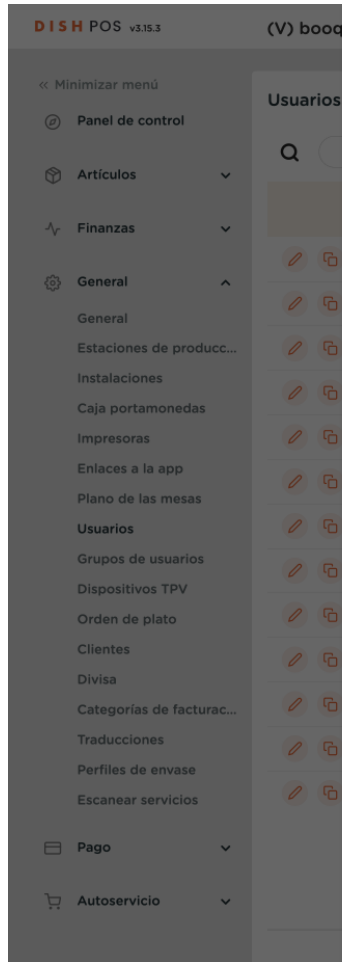 DISH POS v3.15.3
(V) booq
« Minimizar menú
Usuarios
Panel de control
Artículos
Finanzas
General
General
Estaciones de producc...
Instalaciones
Caja portamonedas
Impresoras
Enlaces a la app
Plano de las mesas
Usuarios
Grupos de usuarios
Dispositivos TPV
Orden de plato
Clientes
Divisa
Categorías de facturac...
Traducciones
Perfiles de envase
Escanear servicios
Pago
Autoservicio